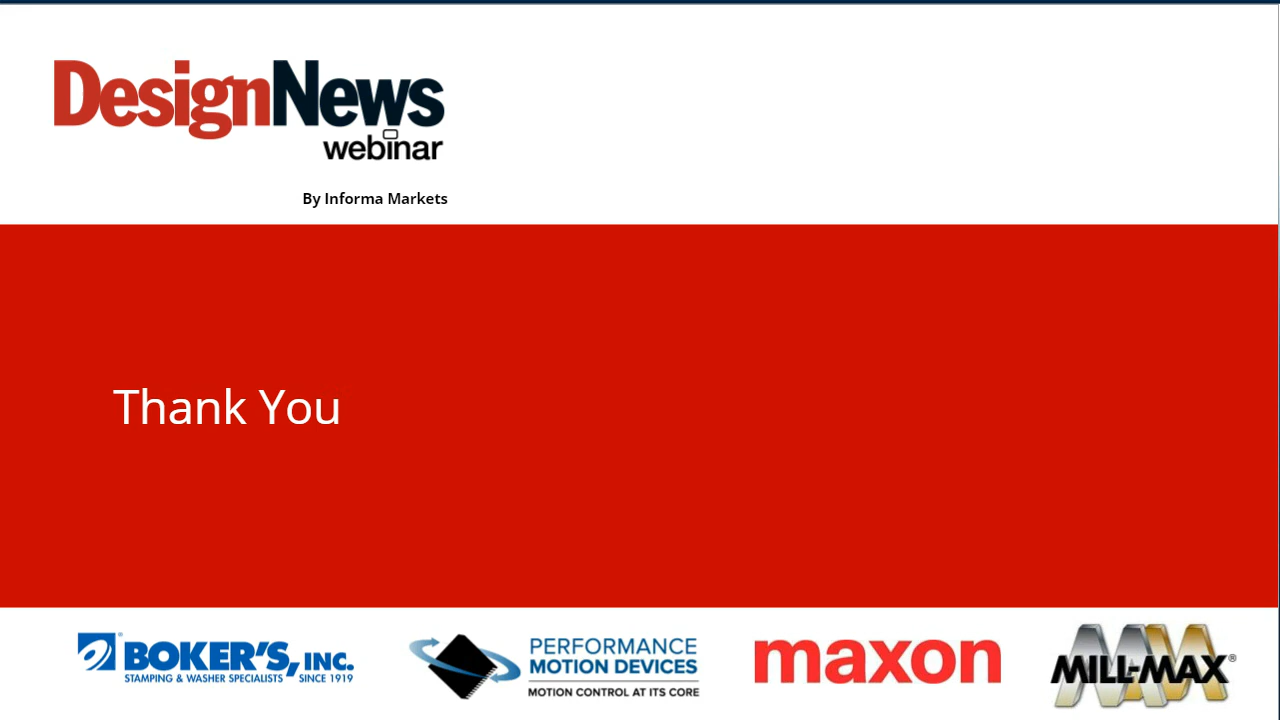 DesignNews
webinar
By Informa Markets
Thank You
BOKER'S, INC.
STAMPING & WASHER SPECIALISTS SINCE 1919
PERFORMANCE
MOTION DEVICES
MOTION CONTROL AT ITS CORE
maxon
MILL-MAX®